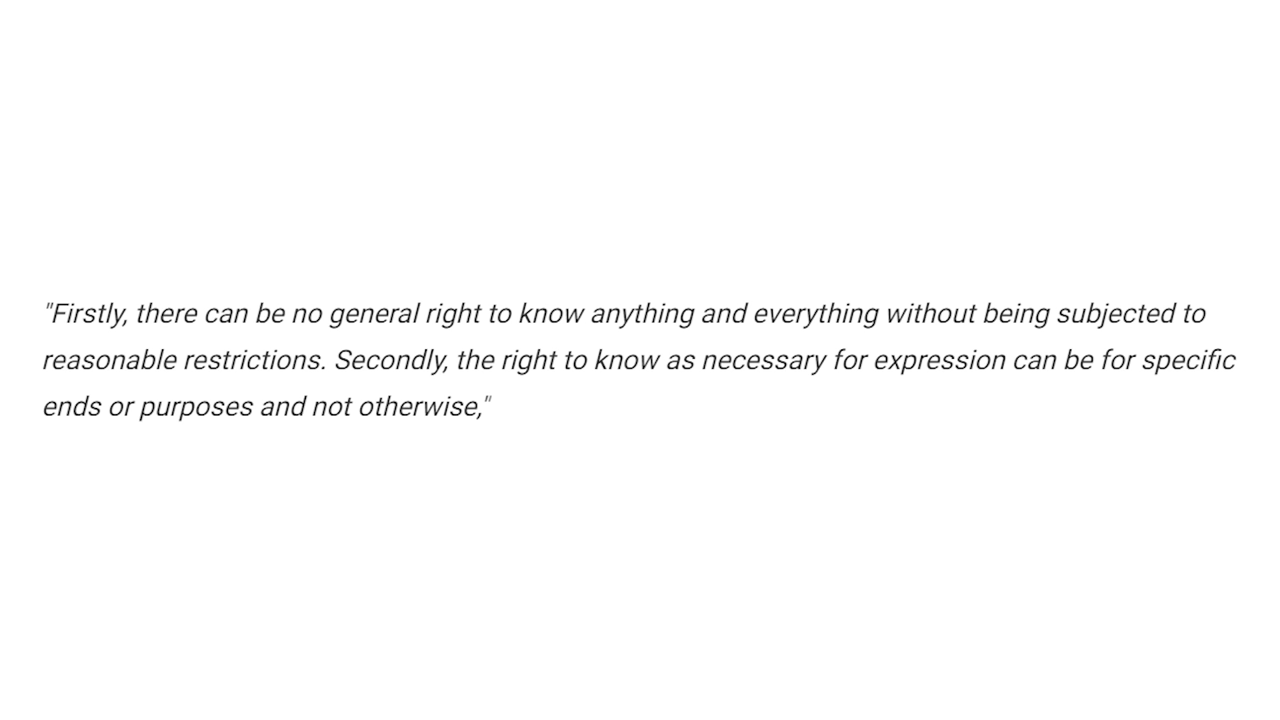 "Firstly, there can be no general right to know anything and everything without being subjected to
reasonable restrictions. Secondly, the right to know as necessary for expression can be for specific
ends or purposes and not otherwise,"